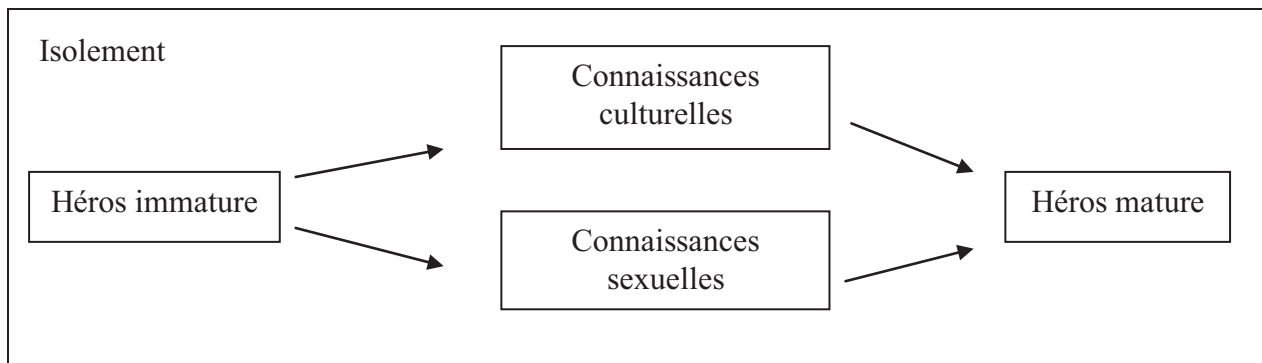 Isolement
Connaissances
culturelles
Héros immature
Héros mature
Connaissances
sexuelles